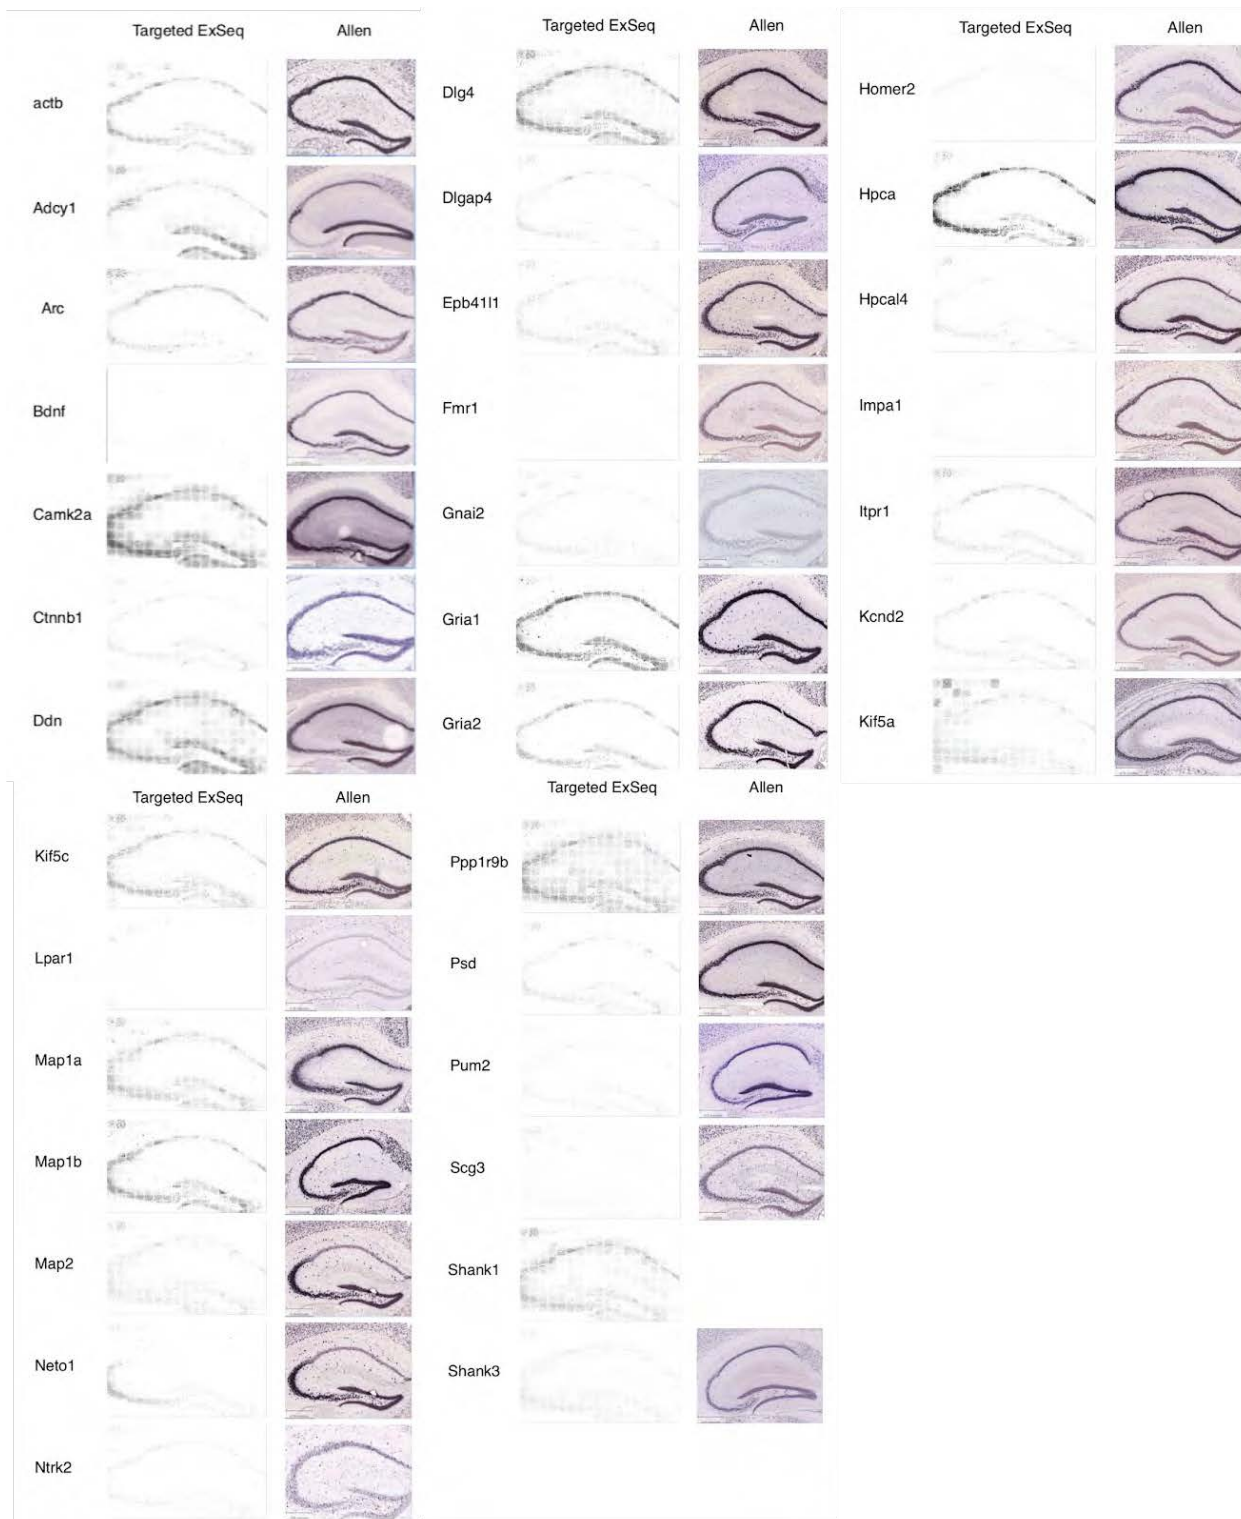 Targeted ExSeq Allen
actb
Adcy1
Arc
Bdnf
Camk2a
Ctnnb1
Ddn
Targeted ExSeq Allen
Dlg4
Dlgap4
Epb41l1
Fmr1
Gnai2
Gria1
Gria2
Targeted ExSeq Allen
Homer2
Hpca
Hpcal4
Impa1
Itpr1
Kcnd2
Kif5a
Targeted ExSeq Allen
Kif5c
Lpar1
Map1a
Map1b
Map2
Neto1
Ntrk2
Targeted ExSeq Allen
Ppp1r9b
Psd
Pum2
Scg3
Shank1
Shank3